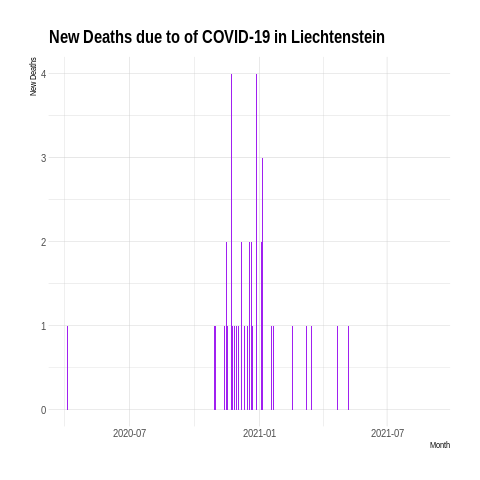 New Deaths due to of COVID-19 in Liechtenstein
New Deaths
4
3
2
1
0
2020-07 2021-01 2021-07
Month